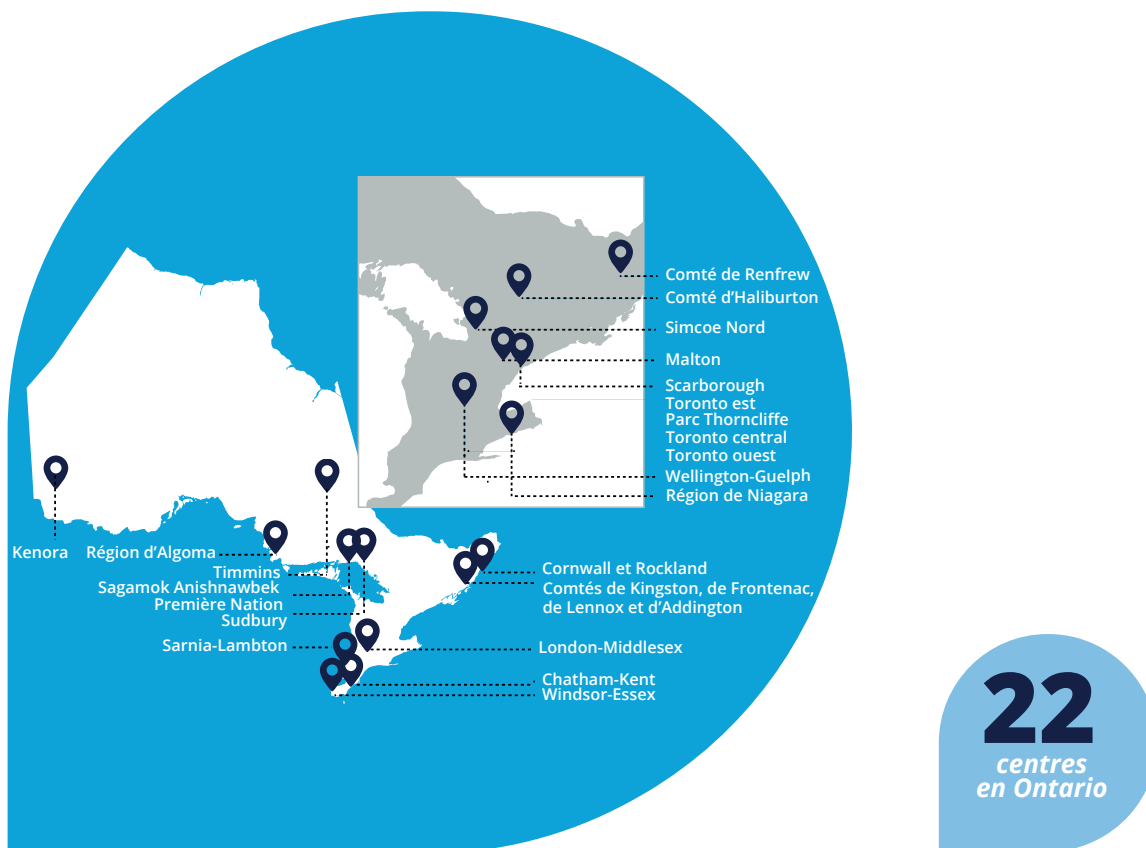 Comté de Renfrew
Comté d'Haliburton
Simcoe Nord
Malton
Scarborough
Toronto est
Parc Thorncliffe
Toronto central
Toronto ouest
Wellington-Guelph
Région de Niagara
Kenora
Région d'Algoma
Timmins
Sagamok Anishnawbek
Première Nation
Sudbury
Sarnia-Lambton
Cornwall et Rockland
Comtés de Kingston, de Frontenac,
de Lennox et d'Addington
London-Middlesex
Chatham-Kent
Windsor-Essex
22
centres
en Ontario